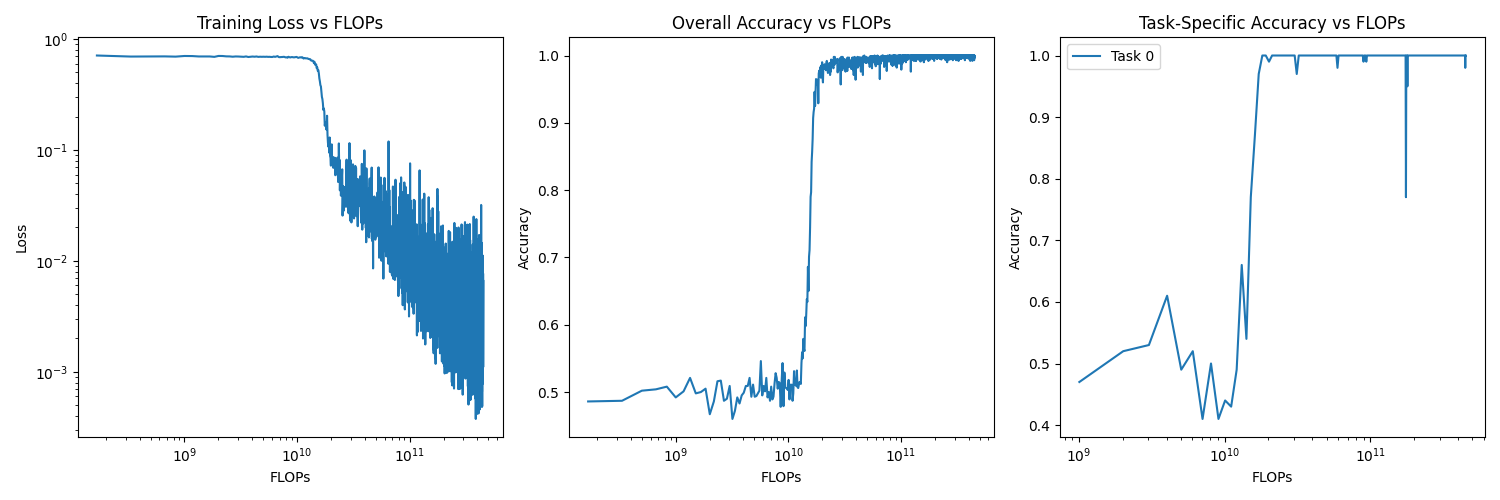 Training Loss vs FLOPs
Overall Accuracy vs FLOPs
Task-Specific Accuracy vs FLOPs
Loss
10⁰
10⁻¹
10⁻²
10⁻³
10⁹
10¹⁰
10¹¹
FLOPs
Accuracy
1.0
0.9
0.8
0.7
0.6
0.5
10⁹
10¹⁰
10¹¹
FLOPs
Accuracy
1.0
0.9
0.8
0.7
0.6
0.5
0.4
Task 0
10⁹
10¹⁰
10¹¹
FLOPs